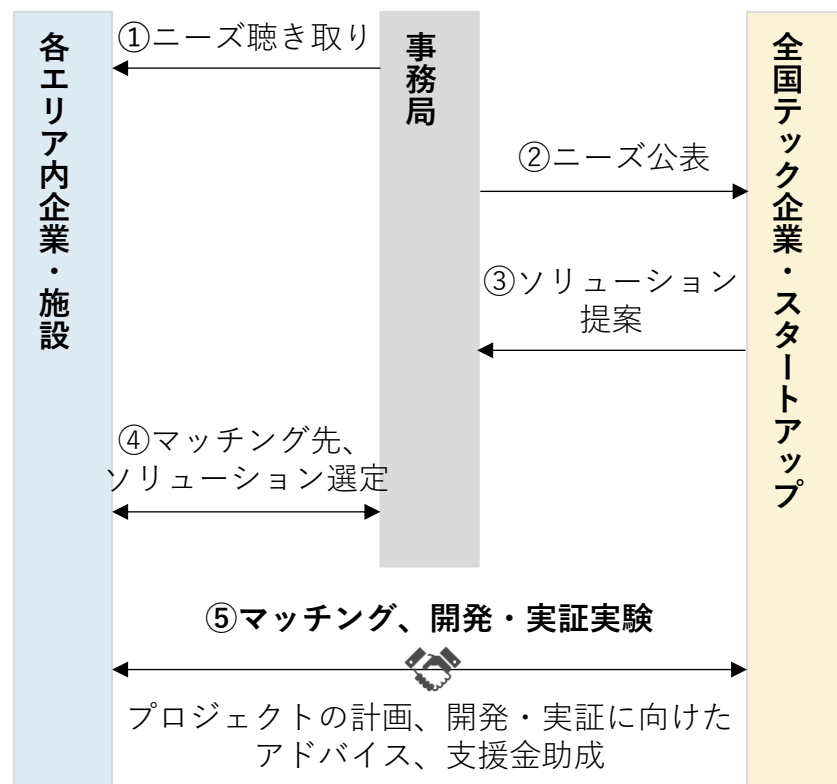 各エリア内企業・施設
事務局
全国テック企業・スタートアップ
①ニーズ聴き取り
②ニーズ公表
③ソリューション
提案
④マッチング先、
ソリューション選定
⑤マッチング、開発・実証実験
プロジェクトの計画、開発・実証に向けた
アドバイス、支援金助成